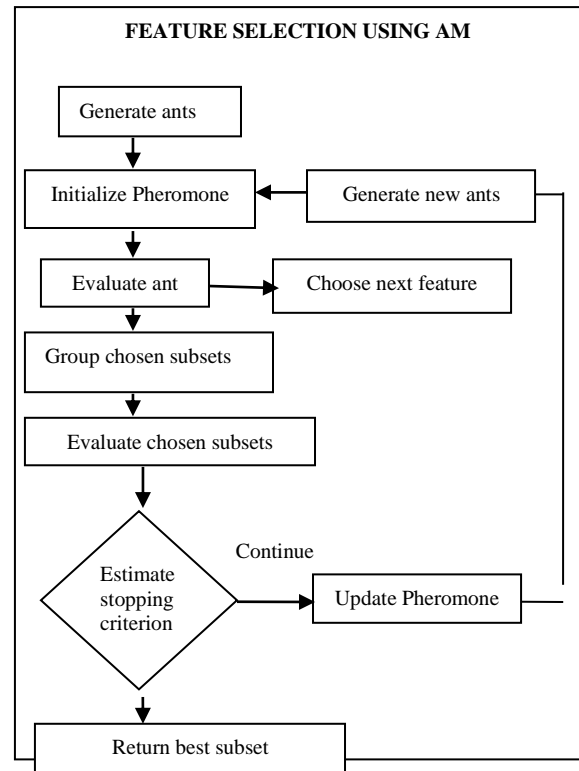 FEATURE SELECTION USING AM
Generate ants
Initialize Pheromone
Generate new ants
Evaluate ant
Choose next feature
Group chosen subsets
Evaluate chosen subsets
Continue
Estimate
stopping
criterion
Update Pheromone
Return best subset